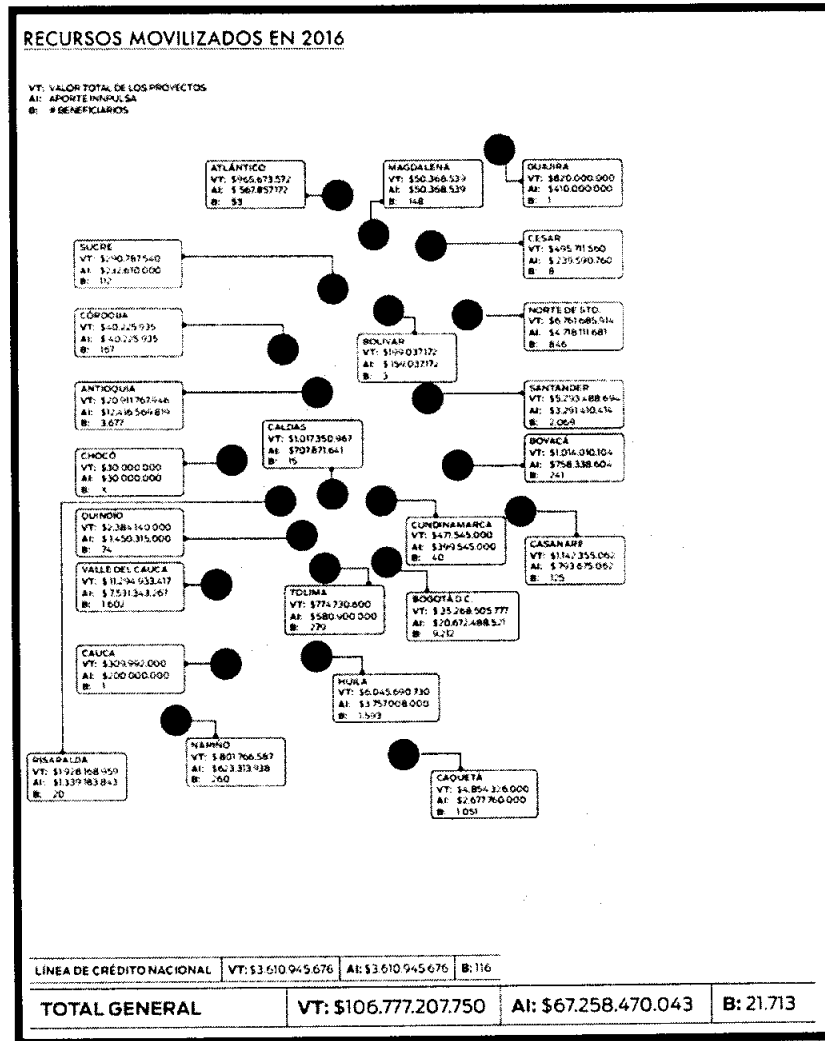 RECURSOS MOVILIZADOS EN 2016
VT: VALOR TOTAL DE LOS PROYECTOS
AI: APORTE INNPULSA
B: # BENEFICIARIOS
ATLÁNTICO
VT: $965.673.572
AI: $567.857.172
B: 53
MAGDALENA
VT: $50.368.539
AI: $50.368.539
B: 148
GUAJIRA
VT: $820.000.000
AI: $410.000.000
B: 1
SUCRE
VT: $290.787.540
AI: $232.610.000
B: 112
CESAR
VT: $495.711.560
AI: $239.590.760
B: 8
CÓRDOBA
VT: $40.225.935
AI: $40.225.935
B: 167
BOLÍVAR
VT: $199.037.172
AI: $159.037.172
B: 3
NORTE DE STD.
VT: $6.761.685.914
AI: $4.718.111.681
B: 846
ANTIOQUIA
VT: $20.911.767.946
AI: $12.416.569.819
B: 3.677
SANTANDER
VT: $5.293.488.694
AI: $3.291.410.414
B: 2.069
CALDAS
VT: $1.017.350.967
AI: $707.871.641
B: 15
BOYACÁ
VT: $1.014.010.104
AI: $758.338.604
B: 241
CHOCÓ
VT: $30.000.000
AI: $30.000.000
B:
QUINDÍO
VT: $2.384.140.000
AI: $1.450.315.000
B: 74
CUNDINAMARCA
VT: $471.545.000
AI: $399.545.000
B: 40
CASANARE
VT: $1.142.355.062
AI: $793.675.062
B: 125
VALLE DEL CAUCA
VT: $11.294.933.417
AI: $7.531.343.267
B: 1.602
TOLIMA
VT: $774.730.600
AI: $580.900.000
B: 279
BOGOTÁ D.C.
VT: $35.268.505.777
AI: $20.672.488.521
B: 9.212
CAUCA
VT: $309.992.000
AI: $200.000.000
B: 1
HUILA
VT: $6.045.690.730
AI: $3.757.008.000
B: 1.593
NARIÑO
VT: $801.766.587
AI: $623.313.938
B: 260
RISARALDA
VT: $1.928.168.959
AI: $1.339.183.843
B: 20
CAQUETÁ
VT: $4.854.326.000
AI: $2.677.760.000
B: 1.051
LÍNEA DE CRÉDITO NACIONAL VT: $3.610.945.676 AI: $3.610.945.676 B: 116
TOTAL GENERAL VT: $106.777.207.750 AI: $67.258.470.043 B: 21.713